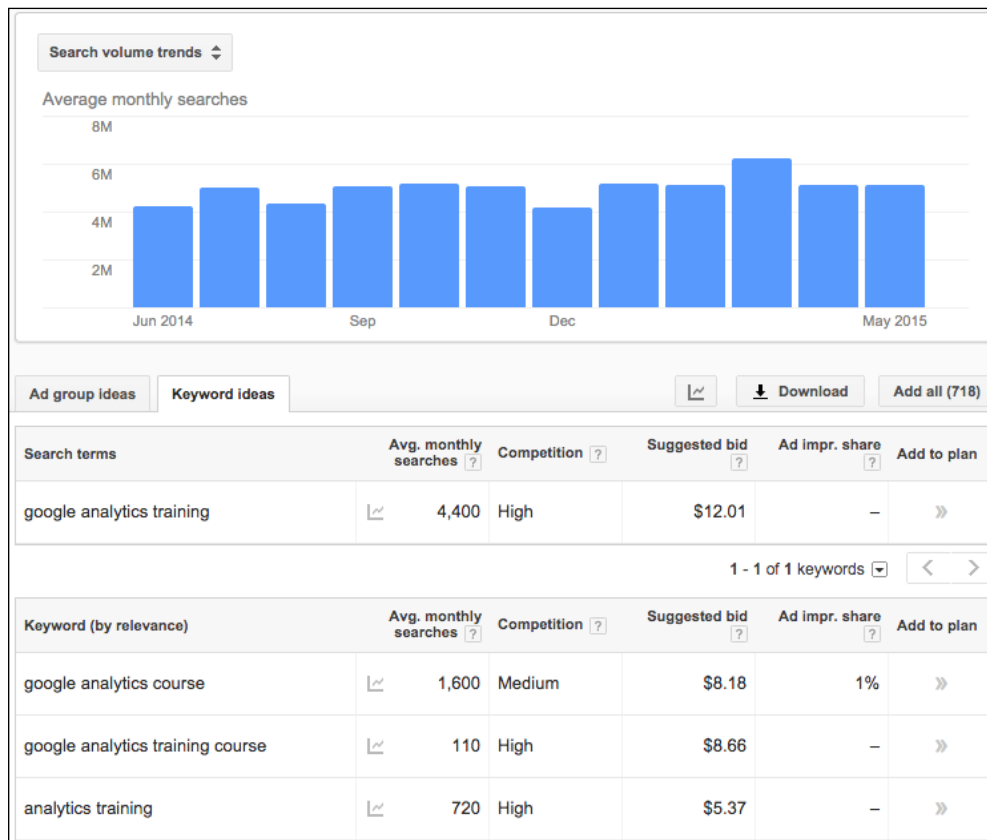 Search volume trends
Average monthly searches
8M
6M
4M
2M
Jun 2014 Sep Dec May 2015
Ad group ideas Keyword ideas Download Add all (718)
Search terms Avg. monthly searches ? Competition ? Suggested bid ? Ad impr. share ? Add to plan
google analytics training 4,400 High $12.01 – »
1 - 1 of 1 keywords
Keyword (by relevance) Avg. monthly searches ? Competition ? Suggested bid ? Ad impr. share ? Add to plan
google analytics course 1,600 Medium $8.18 1% »
google analytics training course 110 High $8.66 – »
analytics training 720 High $5.37 – »